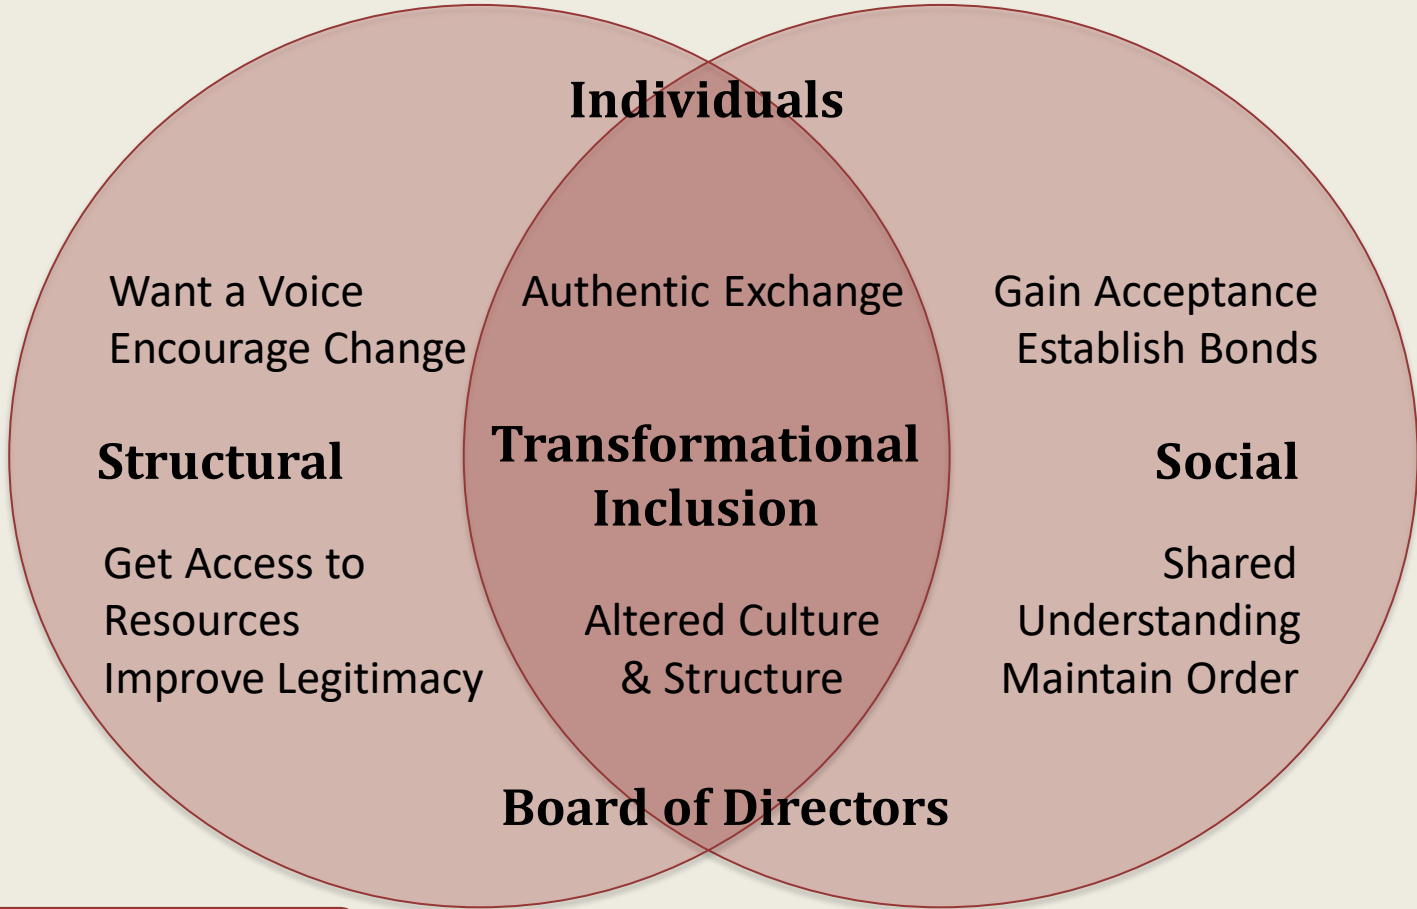 Individuals
Want a Voice
Encourage Change
Authentic Exchange
Gain Acceptance
Establish Bonds
Structural
Transformational
Inclusion
Social
Get Access to
Resources
Improve Legitimacy
Altered Culture
& Structure
Shared
Understanding
Maintain Order
Board of Directors